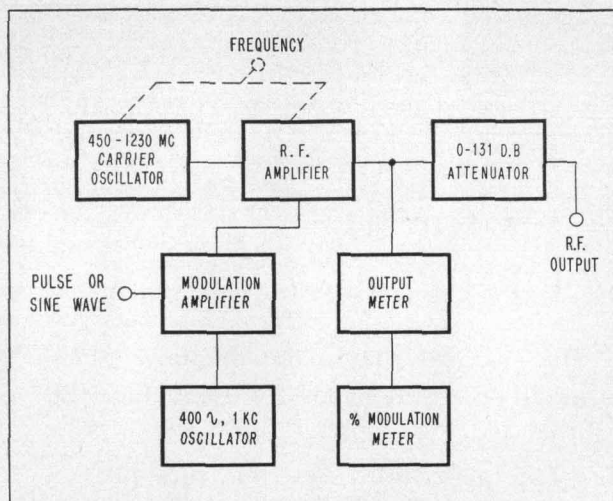 FREQUENCY
450-1230 MC
CARRIER
OSCILLATOR
R.F.
AMPLIFIER
0-131 D.B
ATTENUATOR
R.F.
OUTPUT
PULSE OR
SINE WAVE
MODULATION
AMPLIFIER
OUTPUT
METER
400 ∿, 1 KC
OSCILLATOR
% MODULATION
METER